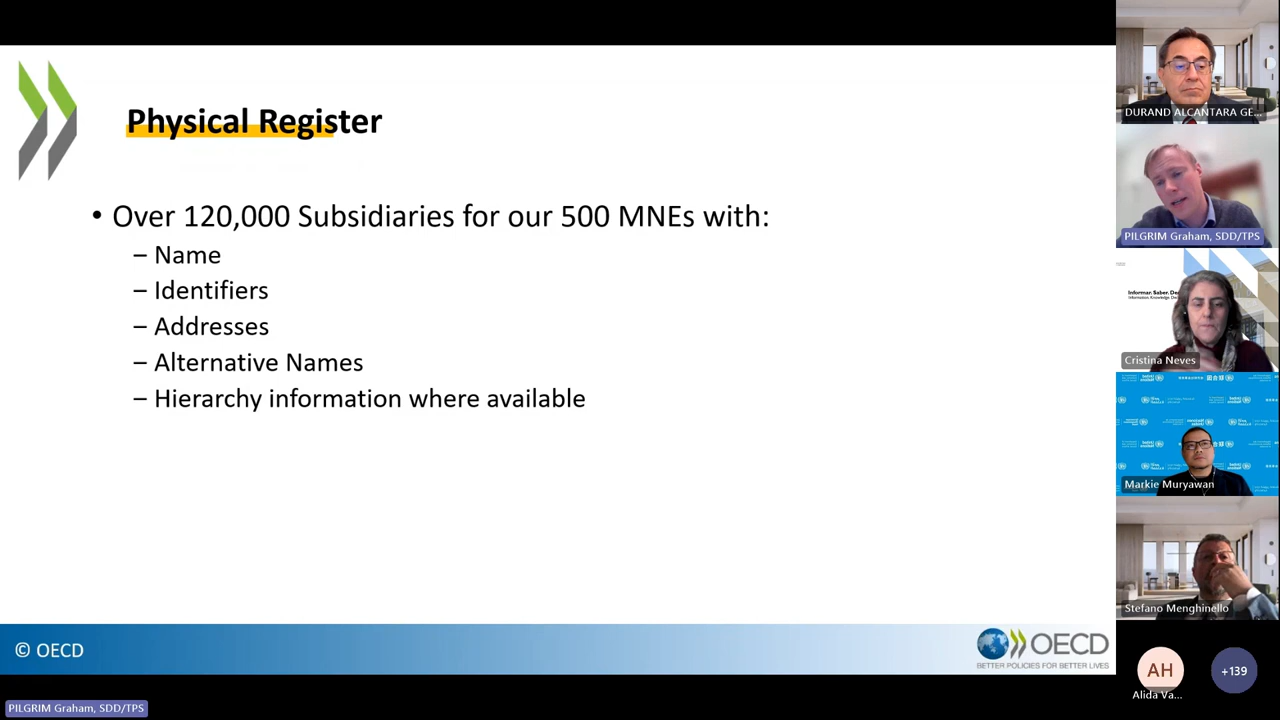 Physical Register
• Over 120,000 Subsidiaries for our 500 MNEs with:
– Name
– Identifiers
– Addresses
– Alternative Names
– Hierarchy information where available
© OECD
OECD
BETTER POLICIES FOR BETTER LIVES
PILGRIM Graham, SDD/TPS
DURAND ALCANTARA GE...
PILGRIM Graham, SDD/TPS
Informar. Saber.
Cristina Neves
Markie Muryawan
Stefano Menghinello
AH
Alida Va...
+139